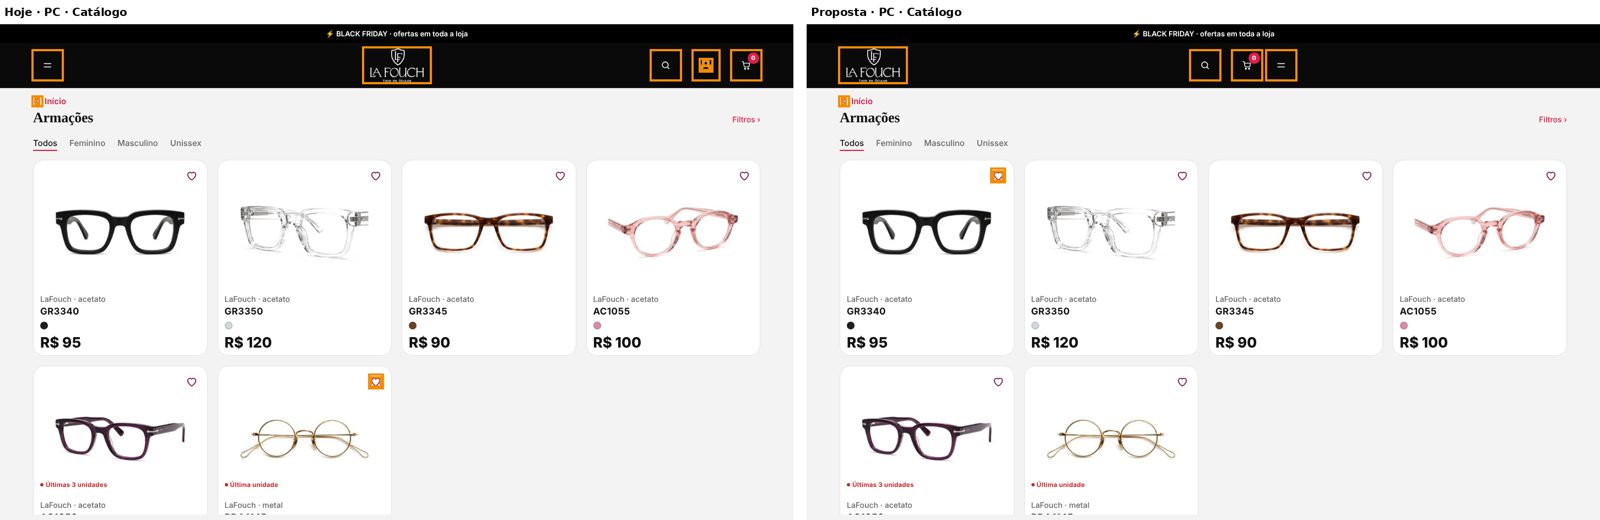 Hoje · PC · Catálogo
⚡ BLACK FRIDAY · ofertas em toda a loja
LA FOUCH
0
Início
Armações
Filtros ›
Todos Feminino Masculino Unissex
LaFouch · acetato LaFouch · acetato LaFouch · acetato LaFouch · acetato
GR3340 GR3350 GR3345 AC1055
R$ 95 R$ 120 R$ 90 R$ 100
Últimas 3 unidades Última unidade
LaFouch · acetato LaFouch · metal
Proposta · PC · Catálogo
⚡ BLACK FRIDAY · ofertas em toda a loja
LA FOUCH
0
Início
Armações
Filtros ›
Todos Feminino Masculino Unissex
LaFouch · acetato LaFouch · acetato LaFouch · acetato LaFouch · acetato
GR3340 GR3350 GR3345 AC1055
R$ 95 R$ 120 R$ 90 R$ 100
Últimas 3 unidades Última unidade
LaFouch · acetato LaFouch · metal